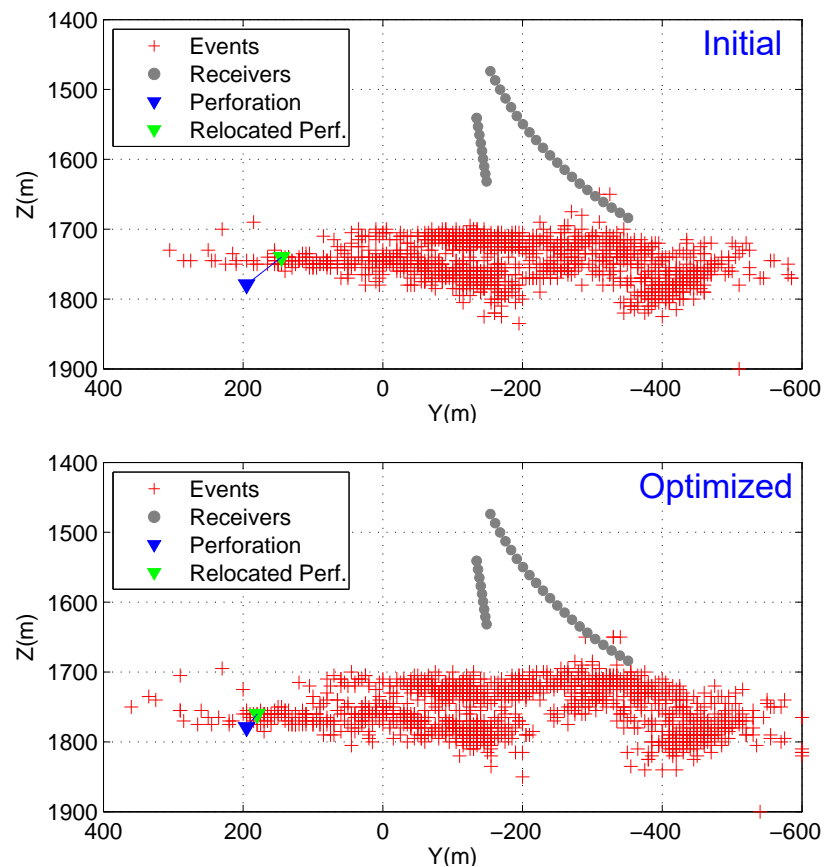 1400
Initial
Events
Receivers
Perforation
Relocated Perf.
1500
1600
1700
1800
1900
Z(m)
400
200
0
−200
−400
−600
Y(m)
1400
Optimized
Events
Receivers
Perforation
Relocated Perf.
1500
1600
1700
1800
1900
Z(m)
400
200
0
−200
−400
−600
Y(m)